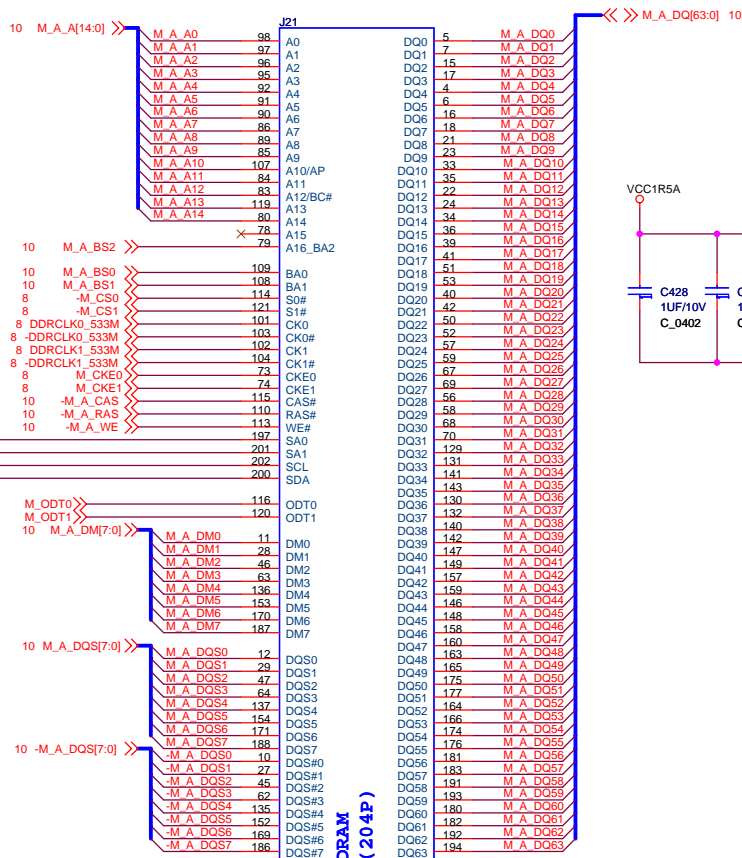 J21
10 M_A_A[14:0]
M_A_A0 98 A0
M_A_A1 97 A1
M_A_A2 96 A2
M_A_A3 95 A3
M_A_A4 92 A4
M_A_A5 91 A5
M_A_A6 90 A6
M_A_A7 86 A7
M_A_A8 89 A8
M_A_A9 85 A9
M_A_A10 107 A10/AP
M_A_A11 84 A11
M_A_A12 83 A12/BC#
M_A_A13 119 A13
M_A_A14 80 A14
78 A15
10 M_A_BS2 79 A16_BA2
10 M_A_BS0 109 BA0
10 M_A_BS1 108 BA1
8 -M_CS0 114 S0#
8 -M_CS1 121 S1#
8 DDRCLK0_533M 101 CK0
8 -DDRCLK0_533M 103 CK0#
8 DDRCLK1_533M 102 CK1
8 -DDRCLK1_533M 104 CK1#
8 M_CKE0 73 CKE0
8 M_CKE1 74 CKE1
10 -M_A_CAS 115 CAS#
10 -M_A_RAS 110 RAS#
10 -M_A_WE 113 WE#
197 SA0
201 SA1
202 SCL
200 SDA
M_ODT0 116 ODT0
M_ODT1 120 ODT1
10 M_A_DM[7:0]
M_A_DM0 11 DM0
M_A_DM1 28 DM1
M_A_DM2 46 DM2
M_A_DM3 63 DM3
M_A_DM4 136 DM4
M_A_DM5 153 DM5
M_A_DM6 170 DM6
M_A_DM7 187 DM7
10 M_A_DQS[7:0]
M_A_DQS0 12 DQS0
M_A_DQS1 29 DQS1
M_A_DQS2 47 DQS2
M_A_DQS3 64 DQS3
M_A_DQS4 137 DQS4
M_A_DQS5 154 DQS5
M_A_DQS6 171 DQS6
M_A_DQS7 188 DQS7
10 -M_A_DQS[7:0]
-M_A_DQS0 10 DQS#0
-M_A_DQS1 27 DQS#1
-M_A_DQS2 45 DQS#2
-M_A_DQS3 62 DQS#3
-M_A_DQS4 135 DQS#4
-M_A_DQS5 152 DQS#5
-M_A_DQS6 169 DQS#6
-M_A_DQS7 186 DQS#7
(204P)
M_A_DQ[63:0] 10
DQ0 5 M_A_DQ0
DQ1 7 M_A_DQ1
DQ2 15 M_A_DQ2
DQ3 17 M_A_DQ3
DQ4 4 M_A_DQ4
DQ5 6 M_A_DQ5
DQ6 16 M_A_DQ6
DQ7 18 M_A_DQ7
DQ8 21 M_A_DQ8
DQ9 23 M_A_DQ9
DQ10 33 M_A_DQ10
DQ11 35 M_A_DQ11
DQ12 22 M_A_DQ12
DQ13 24 M_A_DQ13
DQ14 34 M_A_DQ14
DQ15 36 M_A_DQ15
DQ16 39 M_A_DQ16
DQ17 41 M_A_DQ17
DQ18 51 M_A_DQ18
DQ19 53 M_A_DQ19
DQ20 40 M_A_DQ20
DQ21 42 M_A_DQ21
DQ22 50 M_A_DQ22
DQ23 52 M_A_DQ23
DQ24 57 M_A_DQ24
DQ25 59 M_A_DQ25
DQ26 67 M_A_DQ26
DQ27 69 M_A_DQ27
DQ28 56 M_A_DQ28
DQ29 58 M_A_DQ29
DQ30 68 M_A_DQ30
DQ31 70 M_A_DQ31
DQ32 129 M_A_DQ32
DQ33 131 M_A_DQ33
DQ34 141 M_A_DQ34
DQ35 143 M_A_DQ35
DQ36 130 M_A_DQ36
DQ37 132 M_A_DQ37
DQ38 140 M_A_DQ38
DQ39 142 M_A_DQ39
DQ40 147 M_A_DQ40
DQ41 149 M_A_DQ41
DQ42 157 M_A_DQ42
DQ43 159 M_A_DQ43
DQ44 146 M_A_DQ44
DQ45 148 M_A_DQ45
DQ46 158 M_A_DQ46
DQ47 160 M_A_DQ47
DQ48 163 M_A_DQ48
DQ49 165 M_A_DQ49
DQ50 175 M_A_DQ50
DQ51 177 M_A_DQ51
DQ52 164 M_A_DQ52
DQ53 166 M_A_DQ53
DQ54 174 M_A_DQ54
DQ55 176 M_A_DQ55
DQ56 181 M_A_DQ56
DQ57 183 M_A_DQ57
DQ58 191 M_A_DQ58
DQ59 193 M_A_DQ59
DQ60 180 M_A_DQ60
DQ61 182 M_A_DQ61
DQ62 192 M_A_DQ62
DQ63 194 M_A_DQ63
VCC1R5A
C428
1UF/10V
C_0402